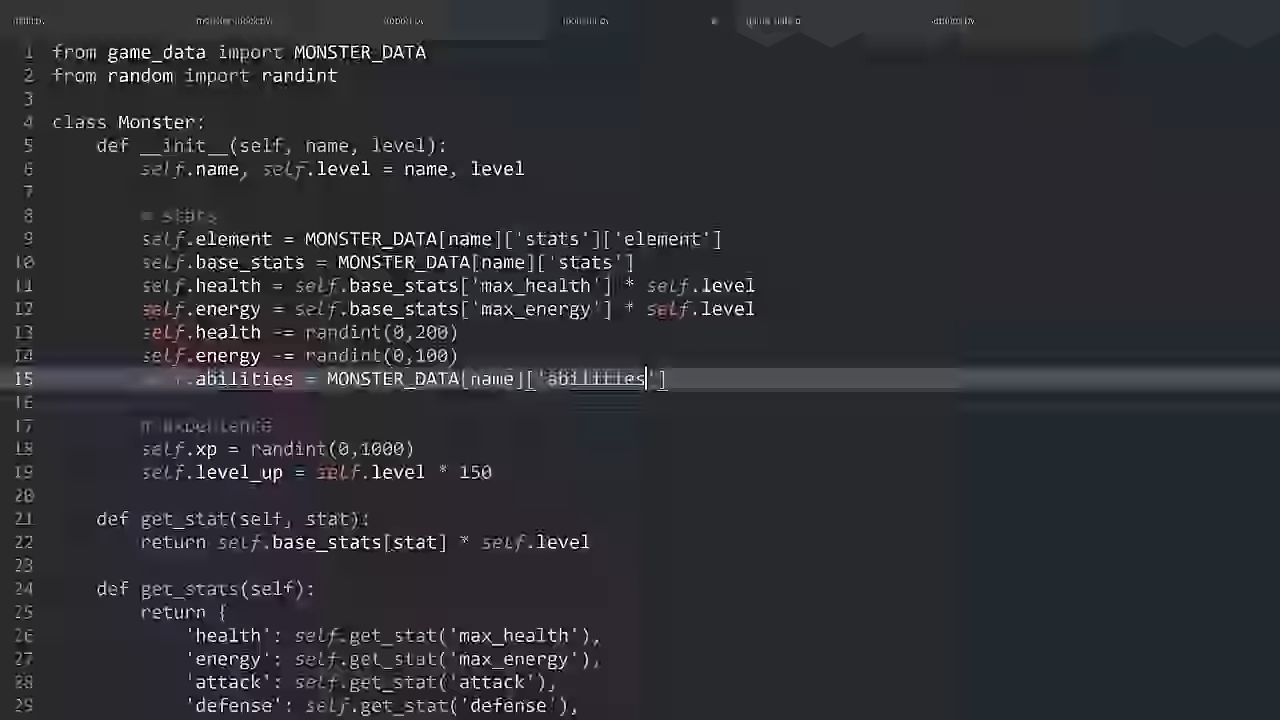 1 from game_data import MONSTER_DATA
2 from random import randint
3
4 class Monster:
5 def __init__(self, name, level):
6 self.name, self.level = name, level
7
8 # stats
9 self.element = MONSTER_DATA[name]['stats']['element']
10 self.base_stats = MONSTER_DATA[name]['stats']
11 self.health = self.base_stats['max_health'] * self.level
12 self.energy = self.base_stats['max_energy'] * self.level
13 self.health -= randint(0,200)
14 self.energy -= randint(0,100)
15 self.abilities = MONSTER_DATA[name]['abilities']
16
17 # experience
18 self.xp = randint(0,1000)
19 self.level_up = self.level * 150
20
21 def get_stat(self, stat):
22 return self.base_stats[stat] * self.level
23
24 def get_stats(self):
25 return {
26 'health': self.get_stat('max_health'),
27 'energy': self.get_stat('max_energy'),
28 'attack': self.get_stat('attack'),
29 'defense': self.get_stat('defense'),